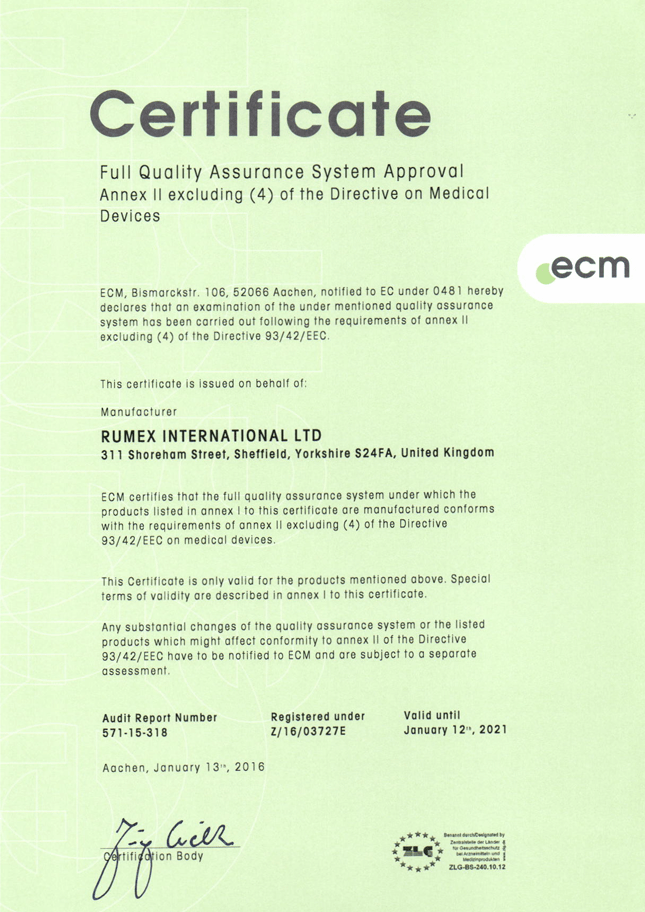 Certificate
Full Quality Assurance System Approval
Annex II excluding (4) of the Directive on Medical
Devices
ecm
ECM, Bismarckstr. 106, 52066 Aachen, notified to EC under 0481 hereby
declares that an examination of the under mentioned quality assurance
system has been carried out following the requirements of annex II
excluding (4) of the Directive 93/42/EEC.
This certificate is issued on behalf of:
Manufacturer
RUMEX INTERNATIONAL LTD
311 Shoreham Street, Sheffield, Yorkshire S24FA, United Kingdom
ECM certifies that the full quality assurance system under which the
products listed in annex I to this certificate are manufactured conforms
with the requirements of annex II excluding (4) of the Directive
93/42/EEC on medical devices.
This Certificate is only valid for the products mentioned above. Special
terms of validity are described in annex I to this certificate.
Any substantial changes of the quality assurance system or the listed
products which might affect conformity to annex II of the Directive
93/42/EEC have to be notified to ECM and are subject to a separate
assessment.
Audit Report Number Registered under Valid until
571-15-318 Z/16/03727E January 12th, 2021
Aachen, January 13th, 2016
Certification Body
ZLG
Benannt durch/Designated by
Zentralstelle der Länder
für Gesundheitsschutz
bei Arzneimitteln und
Medizinprodukten
ZLG-BS-240.10.12